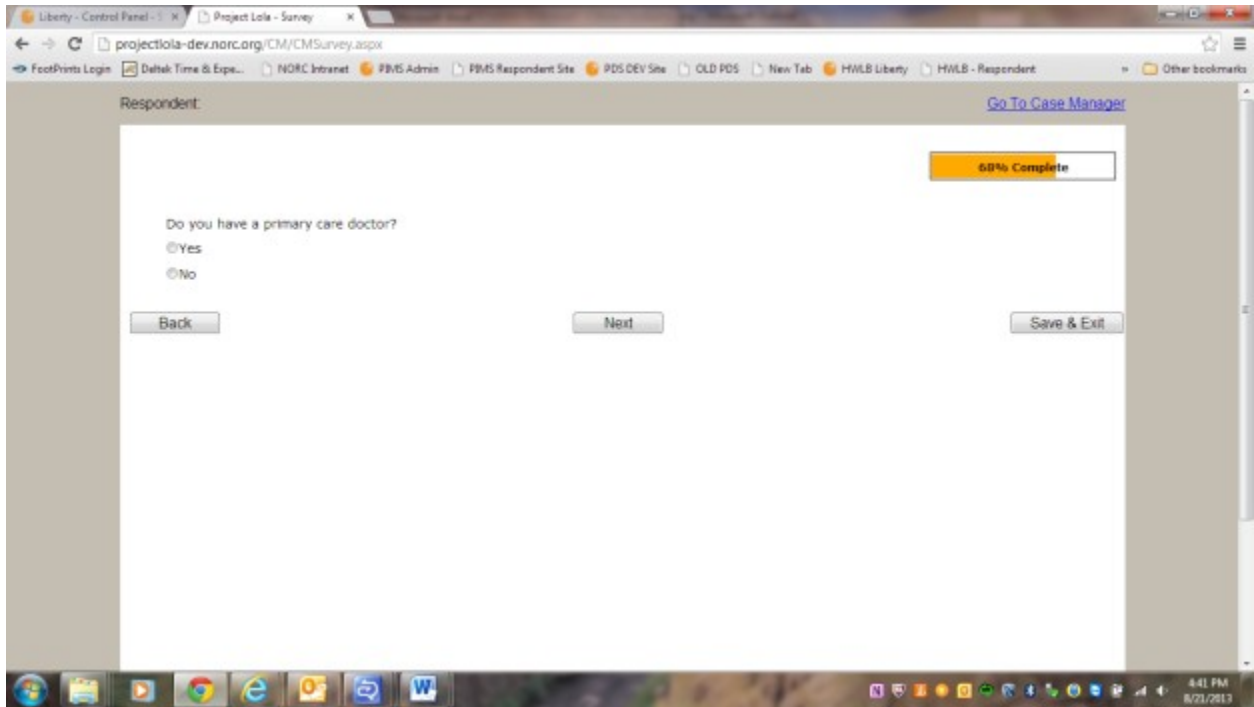 Liberty - Control Panel - S
Project Lola - Survey
projectlola-dev.norc.org/CM/CMSurvey.aspx
FootPrints Login
Deltek Time & Expe...
NORC Intranet
PBMS Admin
PBMS Respondent Site
PDS DEV Site
OLD PDS
New Tab
HWLB Liberty
HWLB - Respondent
»
Other bookmarks
Respondent:
Go To Case Manager
68% Complete
Do you have a primary care doctor?
Yes
No
Back
Next
Save & Exit
4:41 PM
8/21/2013